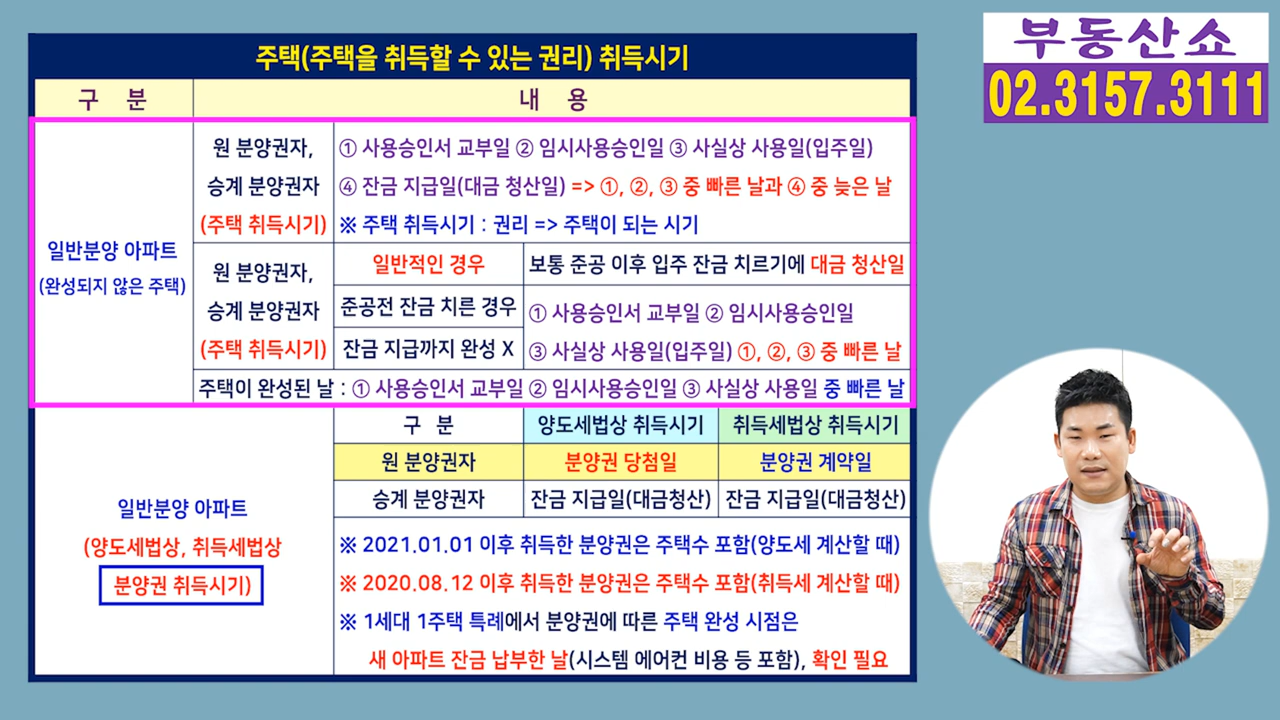 부동산쇼
02.3157.3111
주택(주택을 취득할 수 있는 권리) 취득시기
구 분
내 용
일반분양 아파트
(완성되지 않은 주택)
원 분양권자,
승계 분양권자
(주택 취득시기)
① 사용승인서 교부일 ② 임시사용승인일 ③ 사실상 사용일(입주일)
④ 잔금 지급일(대금 청산일) => ①, ②, ③ 중 빠른 날과 ④ 중 늦은 날
※ 주택 취득시기 : 권리 => 주택이 되는 시기
원 분양권자,
승계 분양권자
(주택 취득시기)
일반적인 경우
보통 준공 이후 입주 잔금 치르기에 대금 청산일
준공전 잔금 치른 경우
잔금 지급까지 완성 X
① 사용승인서 교부일 ② 임시사용승인일
③ 사실상 사용일(입주일) ①, ②, ③ 중 빠른 날
주택이 완성된 날 : ① 사용승인서 교부일 ② 임시사용승인일 ③ 사실상 사용일 중 빠른 날
일반분양 아파트
(양도세법상, 취득세법상
분양권 취득시기)
구 분
양도세법상 취득시기
취득세법상 취득시기
원 분양권자
분양권 당첨일
분양권 계약일
승계 분양권자
잔금 지급일(대금청산)
잔금 지급일(대금청산)
※ 2021.01.01 이후 취득한 분양권은 주택수 포함(양도세 계산할 때)
※ 2020.08.12 이후 취득한 분양권은 주택수 포함(취득세 계산할 때)
※ 1세대 1주택 특례에서 분양권에 따른 주택 완성 시점은
새 아파트 잔금 납부한 날(시스템 에어컨 비용 등 포함), 확인 필요